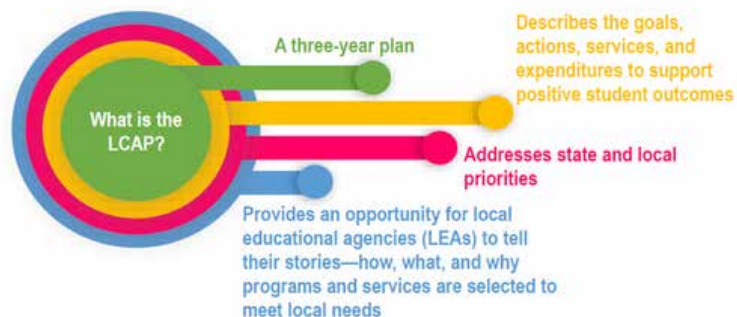 What is the
LCAP?
A three-year plan
Describes the goals,
actions, services, and
expenditures to support
positive student outcomes
Addresses state and local
priorities
Provides an opportunity for local
educational agencies (LEAs) to tell
their stories—how, what, and why
programs and services are selected to
meet local needs